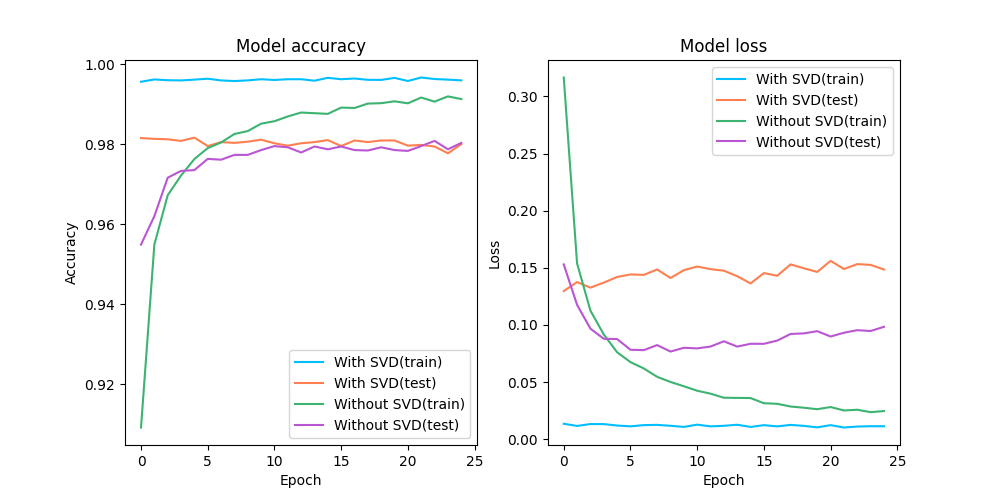 Model accuracy
1.00
0.98
0.96
0.94
0.92
Accuracy
With SVD(train)
With SVD(test)
Without SVD(train)
Without SVD(test)
0 5 10 15 20 25
Epoch
Model loss
0.30
0.25
0.20
0.15
0.10
0.05
0.00
Loss
With SVD(train)
With SVD(test)
Without SVD(train)
Without SVD(test)
0 5 10 15 20 25
Epoch